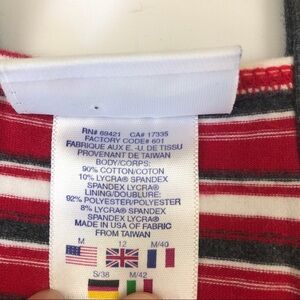 RN# 69421 CA# 17335
FACTORY CODE# 601
FABRIQUE AUX E. -U. DE TISSU
PROVENANT DE TAIWAN
BODY/CORPS:
90% COTTON/COTON
10% LYCRA® SPANDEX
SPANDEX LYCRA®
LINING/DOUBLURE:
92% POLYESTER/POLYESTER
8% LYCRA® SPANDEX
SPANDEX LYCRA®
MADE IN USA OF FABRIC
FROM TAIWAN
M 12 M/40
S/38 M/42